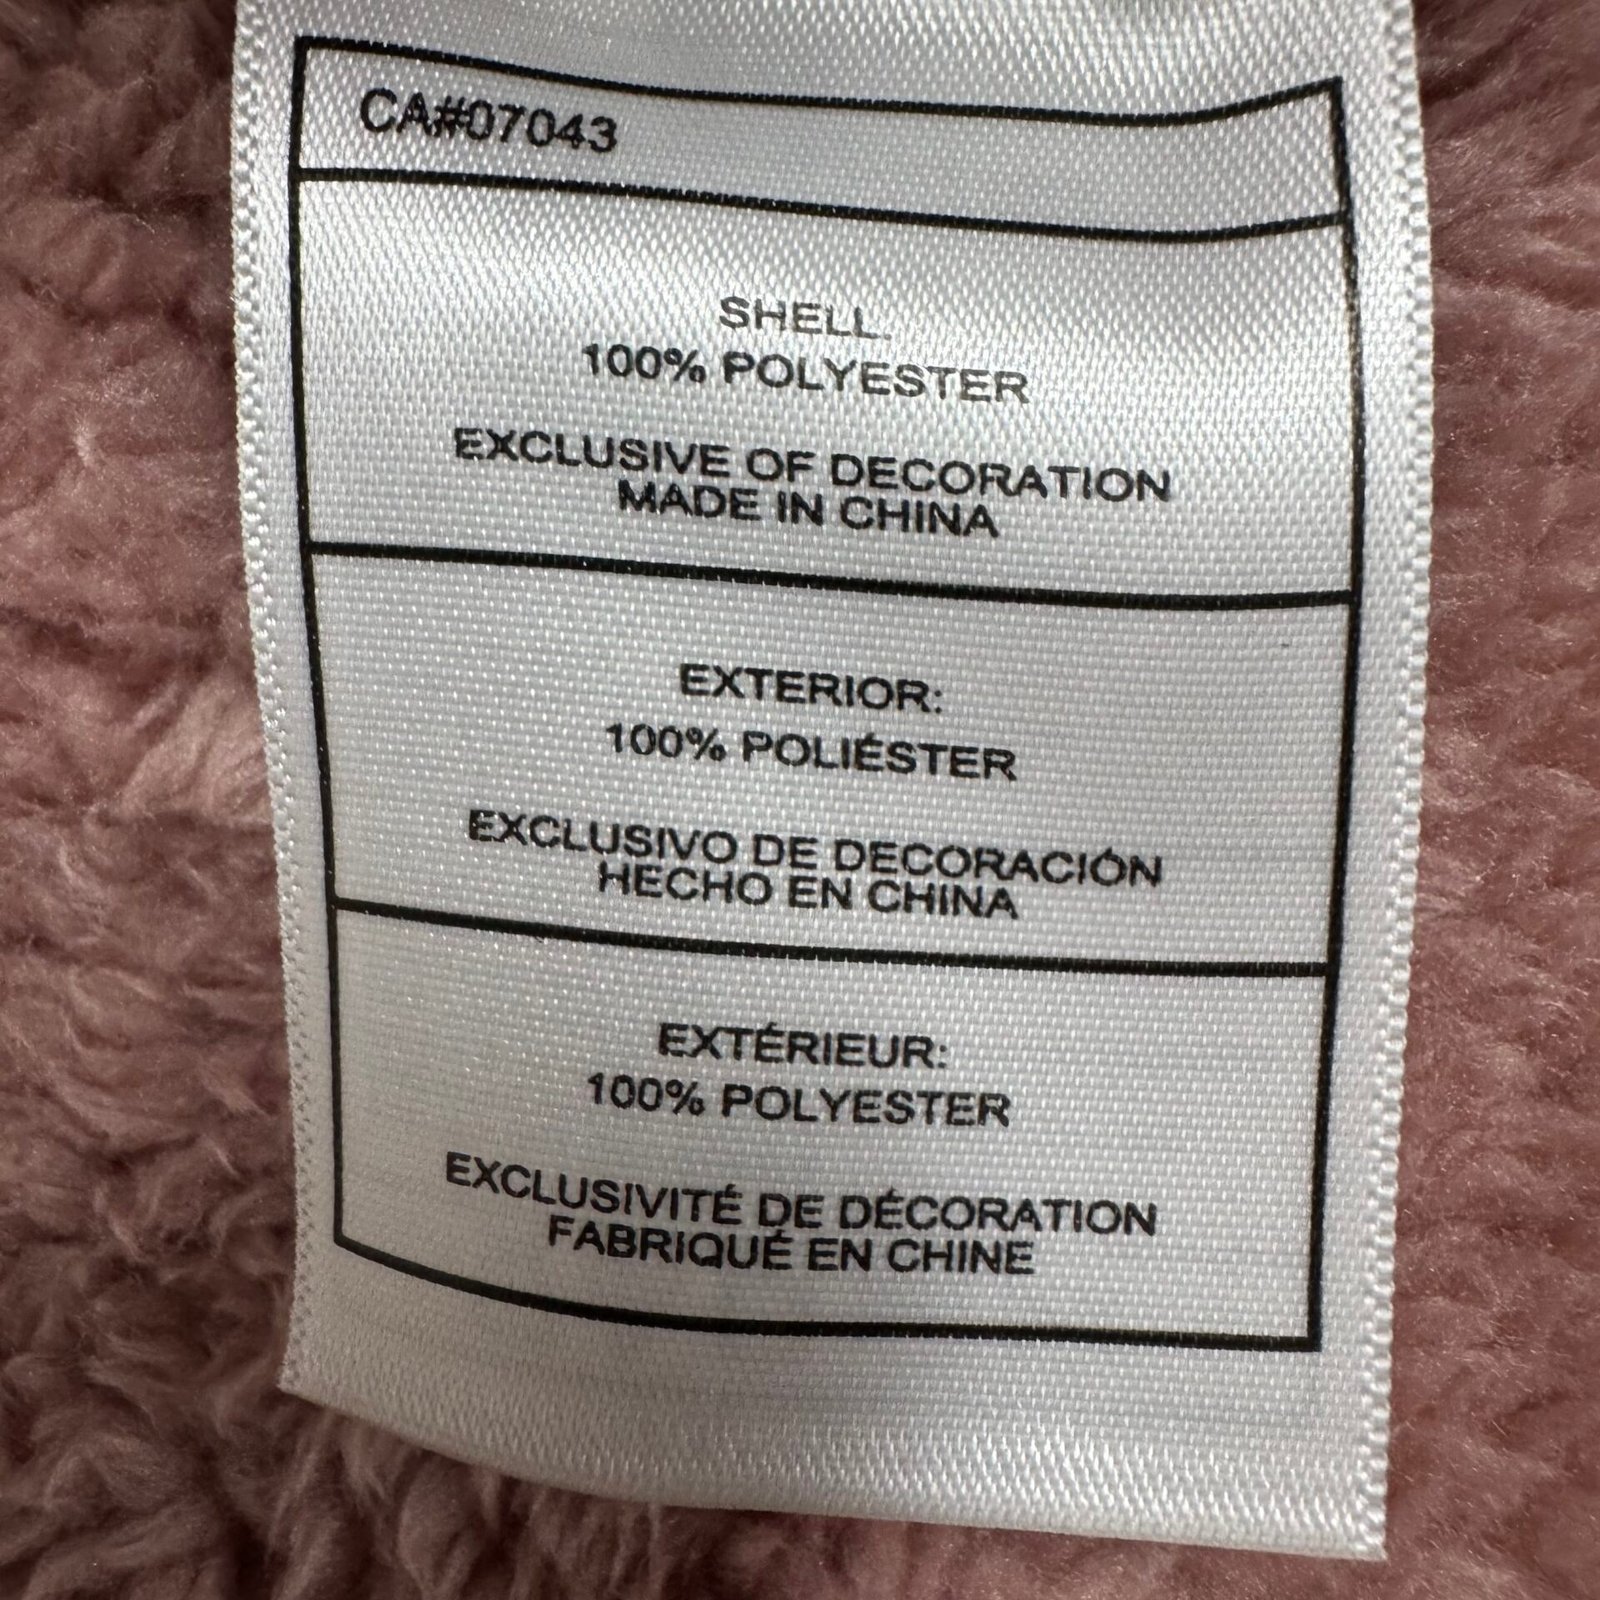 CA#07043
SHELL:
100% POLYESTER
EXCLUSIVE OF DECORATION
MADE IN CHINA
EXTERIOR:
100% POLIÉSTER
EXCLUSIVO DE DECORACIÓN
HECHO EN CHINA
EXTÉRIEUR:
100% POLYESTER
EXCLUSIVITÉ DE DÉCORATION
FABRIQUÉ EN CHINE